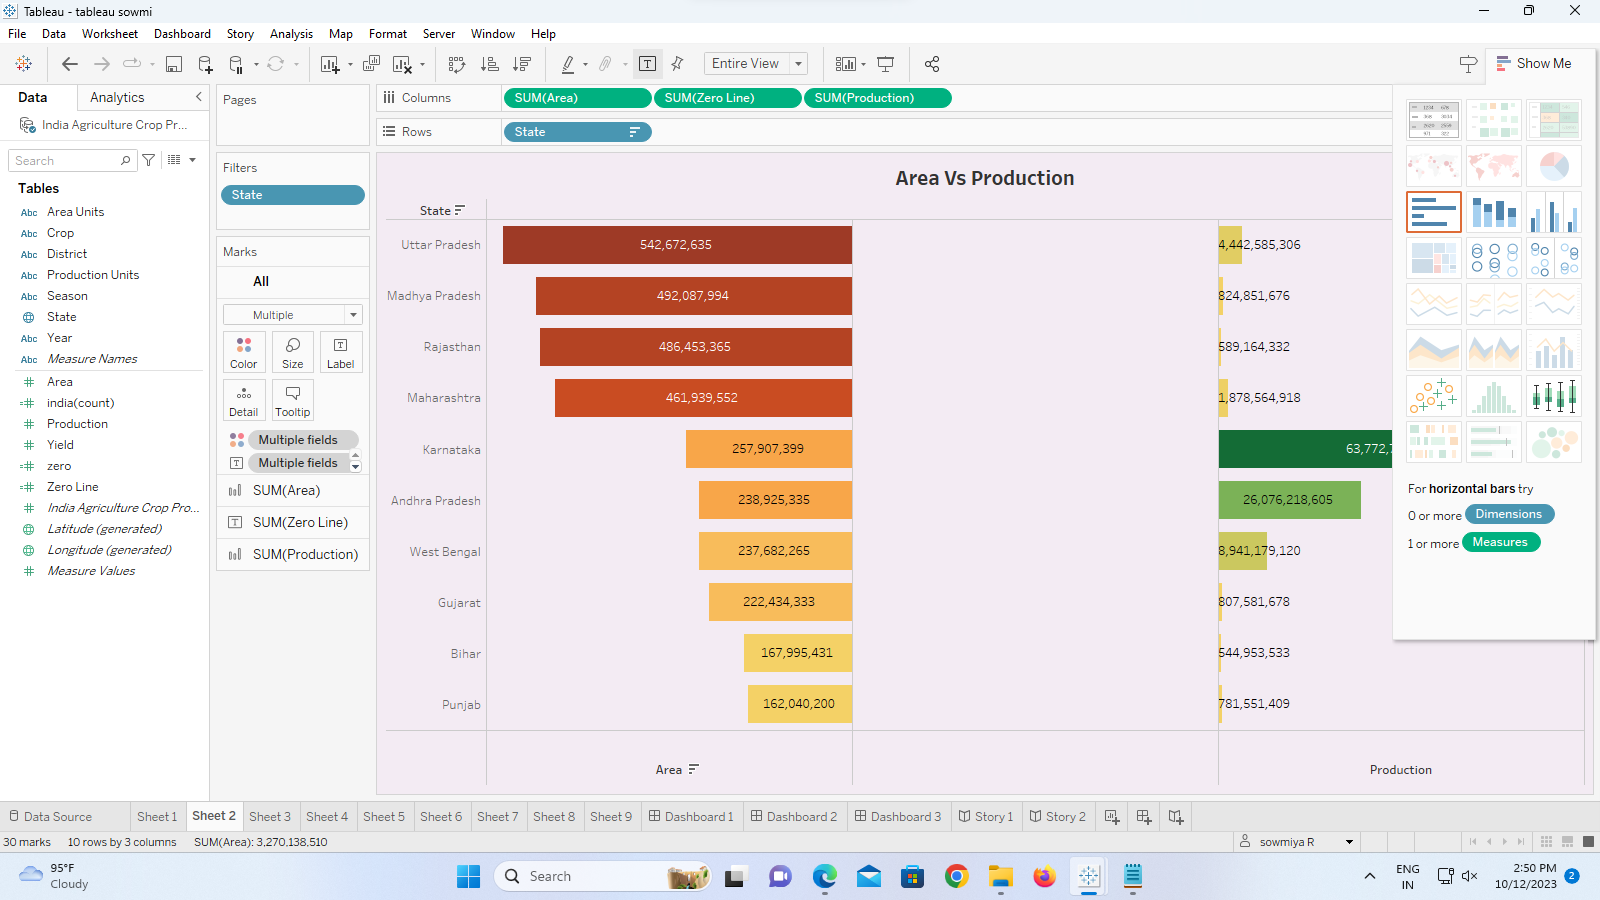 Tableau - tableau sowmi
File Data Worksheet Dashboard Story Analysis Map Format Server Window Help
Entire View
Show Me
Data Analytics
India Agriculture Crop Pr...
Search
Tables
Abc Area Units
Abc Crop
Abc District
Abc Production Units
Abc Season
State
Abc Year
Abc Measure Names
Area
india(count)
Production
Yield
zero
Zero Line
India Agriculture Crop Pro...
Latitude (generated)
Longitude (generated)
Measure Values
Pages
Filters
State
Marks
All
Multiple
Color Size Label
Detail Tooltip
Multiple fields
Multiple fields
SUM(Area)
SUM(Zero Line)
SUM(Production)
Columns SUM(Area) SUM(Zero Line) SUM(Production)
Rows State
Area Vs Production
State
Uttar Pradesh 542,672,635 4,442,585,306
Madhya Pradesh 492,087,994 824,851,676
Rajasthan 486,453,365 589,164,332
Maharashtra 461,939,552 1,878,564,918
Karnataka 257,907,399 63,772,
Andhra Pradesh 238,925,335 26,076,218,605
West Bengal 237,682,265 8,941,179,120
Gujarat 222,434,333 807,581,678
Bihar 167,995,431 544,953,533
Punjab 162,040,200 781,551,409
Area Production
For horizontal bars try
0 or more Dimensions
1 or more Measures
Data Source Sheet 1 Sheet 2 Sheet 3 Sheet 4 Sheet 5 Sheet 6 Sheet 7 Sheet 8 Sheet 9 Dashboard 1 Dashboard 2 Dashboard 3 Story 1 Story 2
30 marks 10 rows by 3 columns SUM(Area): 3,270,138,510 sowmiya R
95°F
Cloudy
Search
ENG
IN
2:50 PM
10/12/2023
2